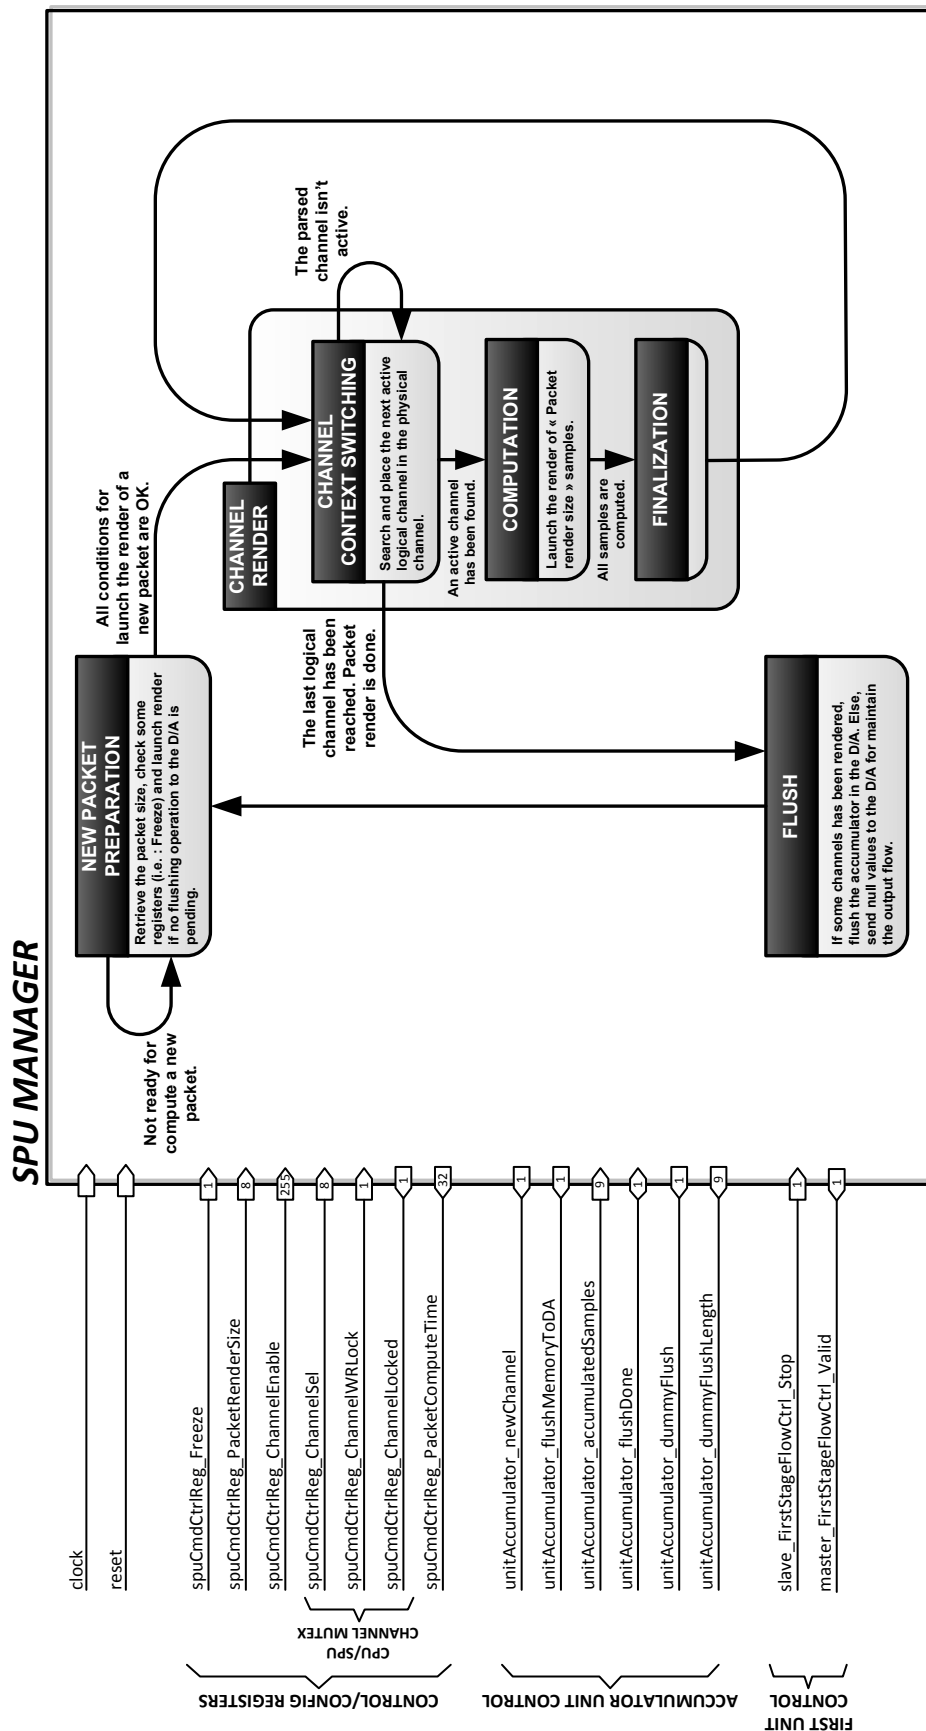 SPU MANAGER
clock
reset
CONTROL/CONFIG REGISTERS
spuCmdCtrlReg_Freeze
1
spuCmdCtrlReg_PacketRenderSize
8
spuCmdCtrlReg_ChannelEnable
255
CPU/SPU
CHANNEL MUTEX
spuCmdCtrlReg_ChannelSel
8
spuCmdCtrlReg_ChannelWRLock
1
spuCmdCtrlReg_ChannelLocked
1
spuCmdCtrlReg_PacketComputeTime
32
ACCUMULATOR UNIT CONTROL
unitAccumulator_newChannel
1
unitAccumulator_flushMemoryToDA
1
unitAccumulator_accumulatedSamples
9
unitAccumulator_flushDone
1
unitAccumulator_dummyFlush
1
unitAccumulator_dummyFlushLength
9
FIRST UNIT
CONTROL
slave_FirstStageFlowCtrl_Stop
1
master_FirstStageFlowCtrl_Valid
1
Not ready for
compute a new
packet.
NEW PACKET
PREPARATION
Retrieve the packet size, check some
registers (i.e. : Freeze) and launch render
if no flushing operation to the D/A is
pending.
All conditions for
launch the render of a
new packet are OK.
CHANNEL
RENDER
CHANNEL
CONTEXT SWITCHING
Search and place the next active
logical channel in the physical
channel.
The parsed
channel isn't
active.
An active channel
has been found.
COMPUTATION
Launch the render of « Packet
render size » samples.
All samples are
computed.
FINALIZATION
The last logical
channel has been
reached. Packet
render is done.
FLUSH
If some channels has been rendered,
flush the accumulator in the D/A. Else,
send null values to the D/A for maintain
the output flow.